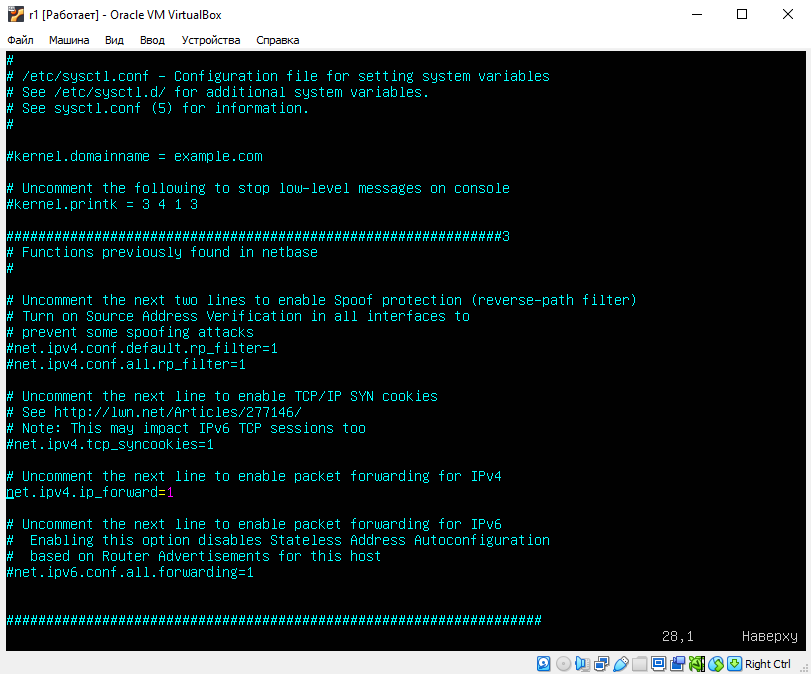 r1 [Работает] - Oracle VM VirtualBox
Файл Машина Вид Ввод Устройства Справка
#
# /etc/sysctl.conf - Configuration file for setting system variables
# See /etc/sysctl.d/ for additional system variables.
# See sysctl.conf (5) for information.
#
#kernel.domainname = example.com
# Uncomment the following to stop low-level messages on console
#kernel.printk = 3 4 1 3
##############################################################3
# Functions previously found in netbase
#
# Uncomment the next two lines to enable Spoof protection (reverse-path filter)
# Turn on Source Address Verification in all interfaces to
# prevent some spoofing attacks
#net.ipv4.conf.default.rp_filter=1
#net.ipv4.conf.all.rp_filter=1
# Uncomment the next line to enable TCP/IP SYN cookies
# See http://lwn.net/Articles/277146/
# Note: This may impact IPv6 TCP sessions too
#net.ipv4.tcp_syncookies=1
# Uncomment the next line to enable packet forwarding for IPv4
net.ipv4.ip_forward=1
# Uncomment the next line to enable packet forwarding for IPv6
#  Enabling this option disables Stateless Address Autoconfiguration
#  based on Router Advertisements for this host
#net.ipv6.conf.all.forwarding=1
###################################################################
28,1 Наверху
Right Ctrl